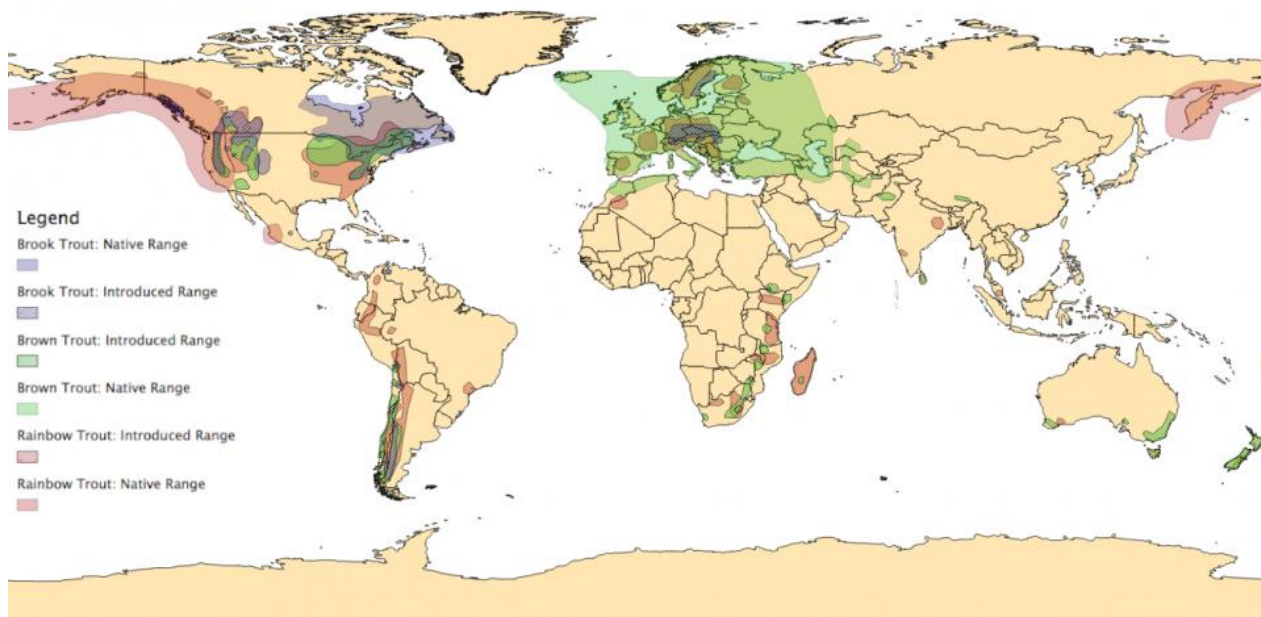 Legend
Brook Trout: Native Range
Brook Trout: Introduced Range
Brown Trout: Introduced Range
Brown Trout: Native Range
Rainbow Trout: Introduced Range
Rainbow Trout: Native Range